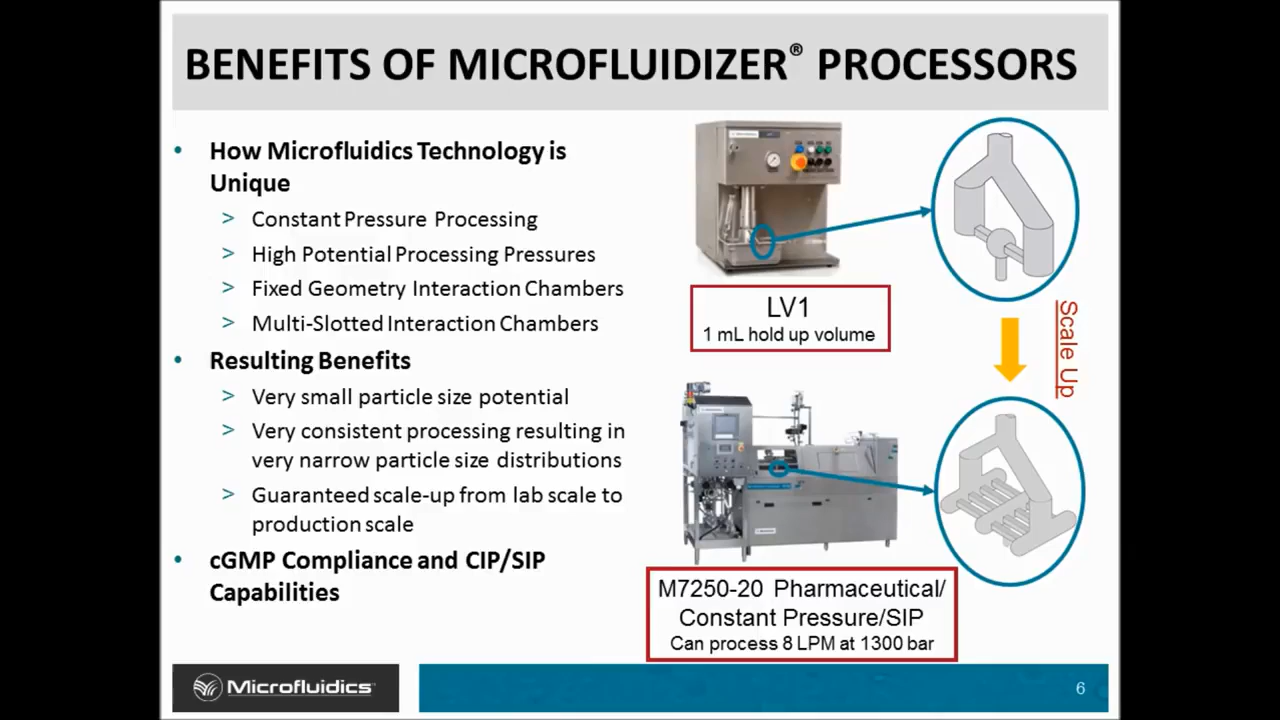 BENEFITS OF MICROFLUIDIZER® PROCESSORS
• How Microfluidics Technology is
Unique
> Constant Pressure Processing
> High Potential Processing Pressures
> Fixed Geometry Interaction Chambers
> Multi-Slotted Interaction Chambers
• Resulting Benefits
> Very small particle size potential
> Very consistent processing resulting in
very narrow particle size distributions
> Guaranteed scale-up from lab scale to
production scale
• cGMP Compliance and CIP/SIP
Capabilities
LV1
1 mL hold up volume
Scale Up
M7250-20 Pharmaceutical/
Constant Pressure/SIP
Can process 8 LPM at 1300 bar
Microfluidics
6